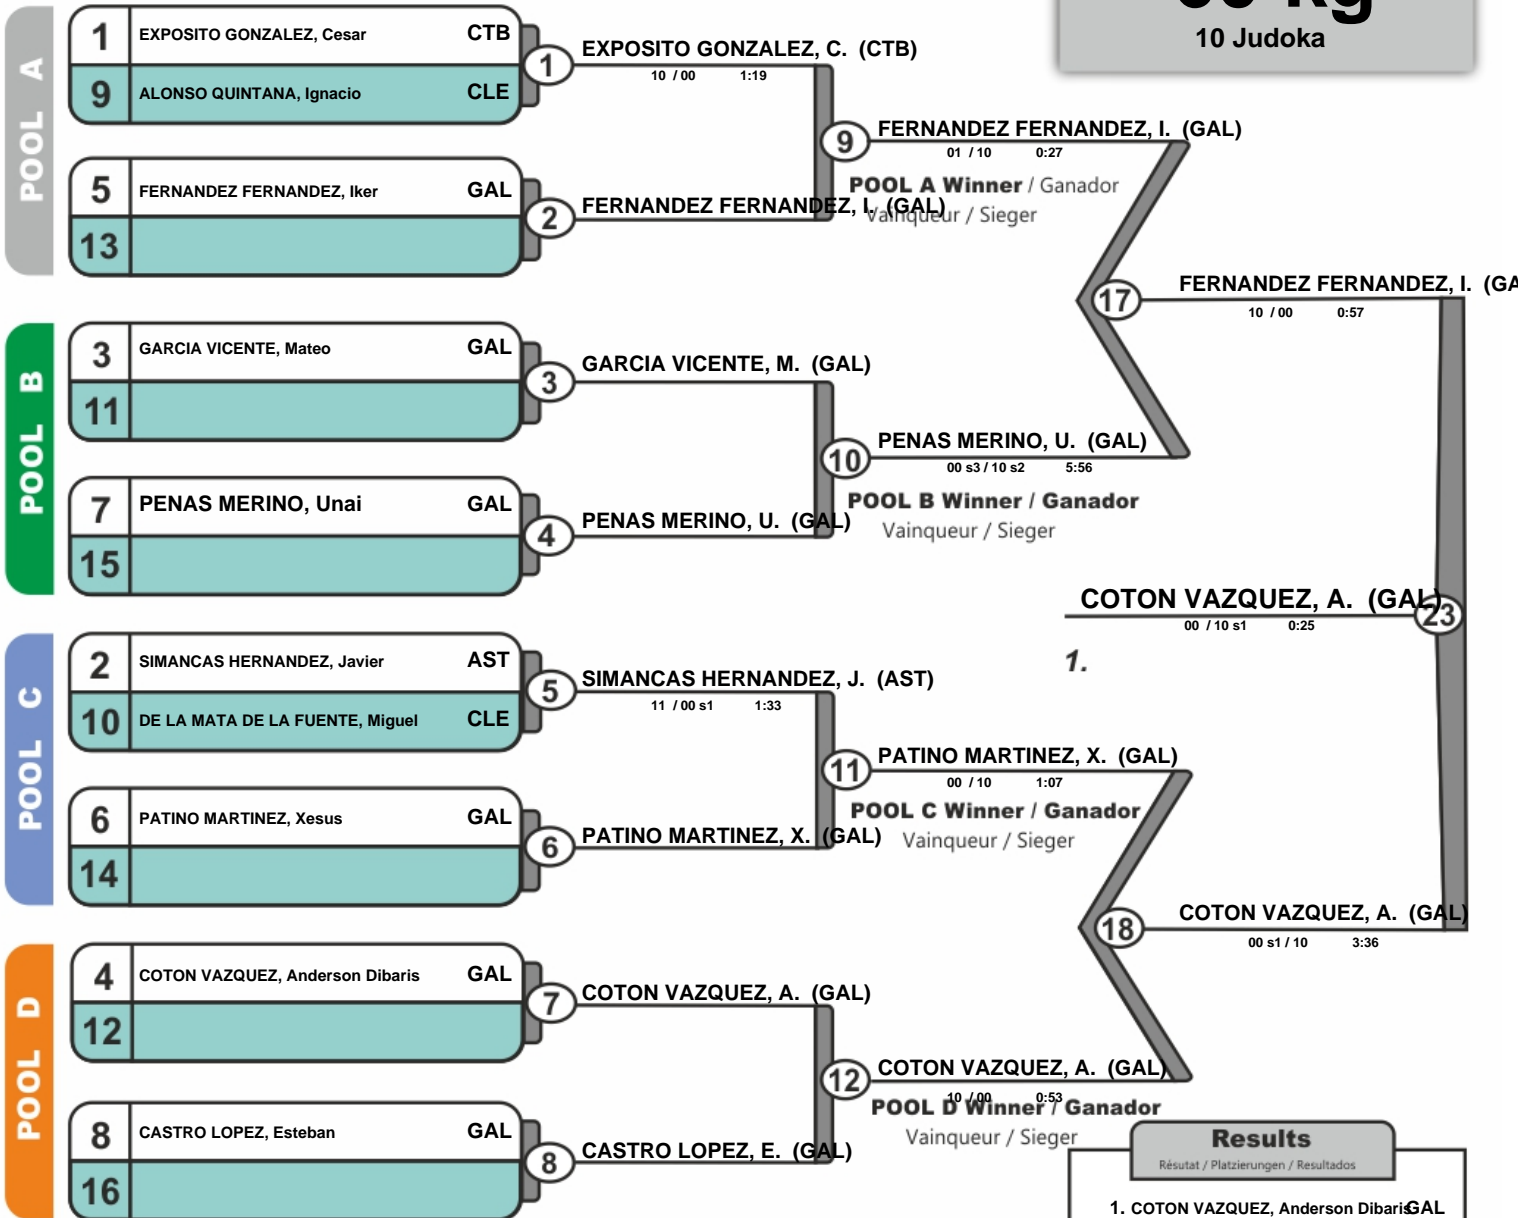 10 Judoka
POOL A
1 EXPOSITO GONZALEZ, Cesar CTB
9 ALONSO QUINTANA, Ignacio CLE
5 FERNANDEZ FERNANDEZ, Iker GAL
13
1 EXPOSITO GONZALEZ, C. (CTB)
10 / 00 1:19
2 FERNANDEZ FERNANDEZ, I. (GAL)
9 FERNANDEZ FERNANDEZ, I. (GAL)
01 / 10 0:27
POOL A Winner / Ganador
Vainqueur / Sieger
POOL B
3 GARCIA VICENTE, Mateo GAL
11
7 PENAS MERINO, Unai GAL
15
3 GARCIA VICENTE, M. (GAL)
4 PENAS MERINO, U. (GAL)
10 PENAS MERINO, U. (GAL)
00 s3 / 10 s2 5:56
POOL B Winner / Ganador
Vainqueur / Sieger
17 FERNANDEZ FERNANDEZ, I. (GA
10 / 00 0:57
COTON VAZQUEZ, A. (GAL) 23
00 / 10 s1 0:25
1.
POOL C
2 SIMANCAS HERNANDEZ, Javier AST
10 DE LA MATA DE LA FUENTE, Miguel CLE
6 PATINO MARTINEZ, Xesus GAL
14
5 SIMANCAS HERNANDEZ, J. (AST)
11 / 00 s1 1:33
6 PATINO MARTINEZ, X. (GAL)
11 PATINO MARTINEZ, X. (GAL)
00 / 10 1:07
POOL C Winner / Ganador
Vainqueur / Sieger
18 COTON VAZQUEZ, A. (GAL)
00 s1 / 10 3:36
POOL D
4 COTON VAZQUEZ, Anderson Dibaris GAL
12
8 CASTRO LOPEZ, Esteban GAL
16
7 COTON VAZQUEZ, A. (GAL)
8 CASTRO LOPEZ, E. (GAL)
12 COTON VAZQUEZ, A. (GAL)
10 / 00 0:53
POOL D Winner / Ganador
Vainqueur / Sieger
Results
Résutat / Platzierungen / Resultados
1. COTON VAZQUEZ, Anderson Dibaris GAL